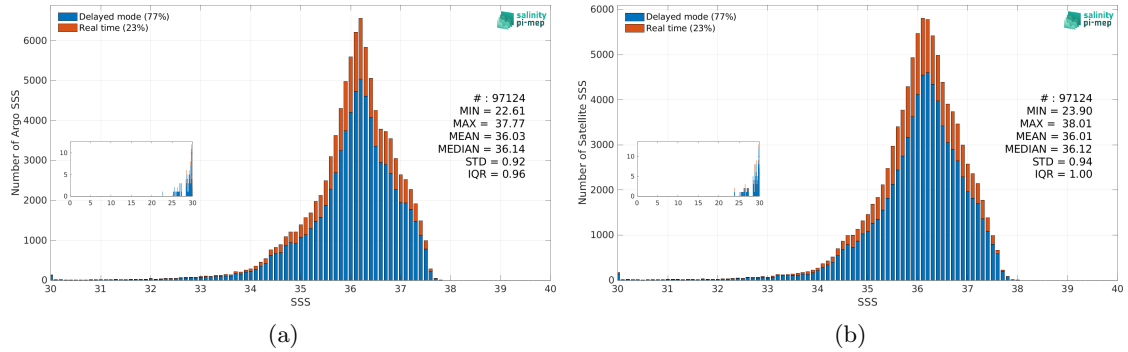 Delayed mode (77%)
Real time (23%)
salinity
pi-mep
Number of Argo SSS
6000
5000
4000
3000
2000
1000
0
# : 97124
MIN = 22.61
MAX = 37.77
MEAN = 36.03
MEDIAN = 36.14
STD = 0.92
IQR = 0.96
10
5
0
0 5 10 15 20 25 30
30 31 32 33 34 35 36 37 38 39 40
SSS
(a)
Delayed mode (77%)
Real time (23%)
salinity
pi-mep
Number of Satellite SSS
6000
5000
4000
3000
2000
1000
0
# : 97124
MIN = 23.90
MAX = 38.01
MEAN = 36.01
MEDIAN = 36.12
STD = 0.94
IQR = 1.00
10
5
0
0 5 10 15 20 25 30
30 31 32 33 34 35 36 37 38 39 40
SSS
(b)